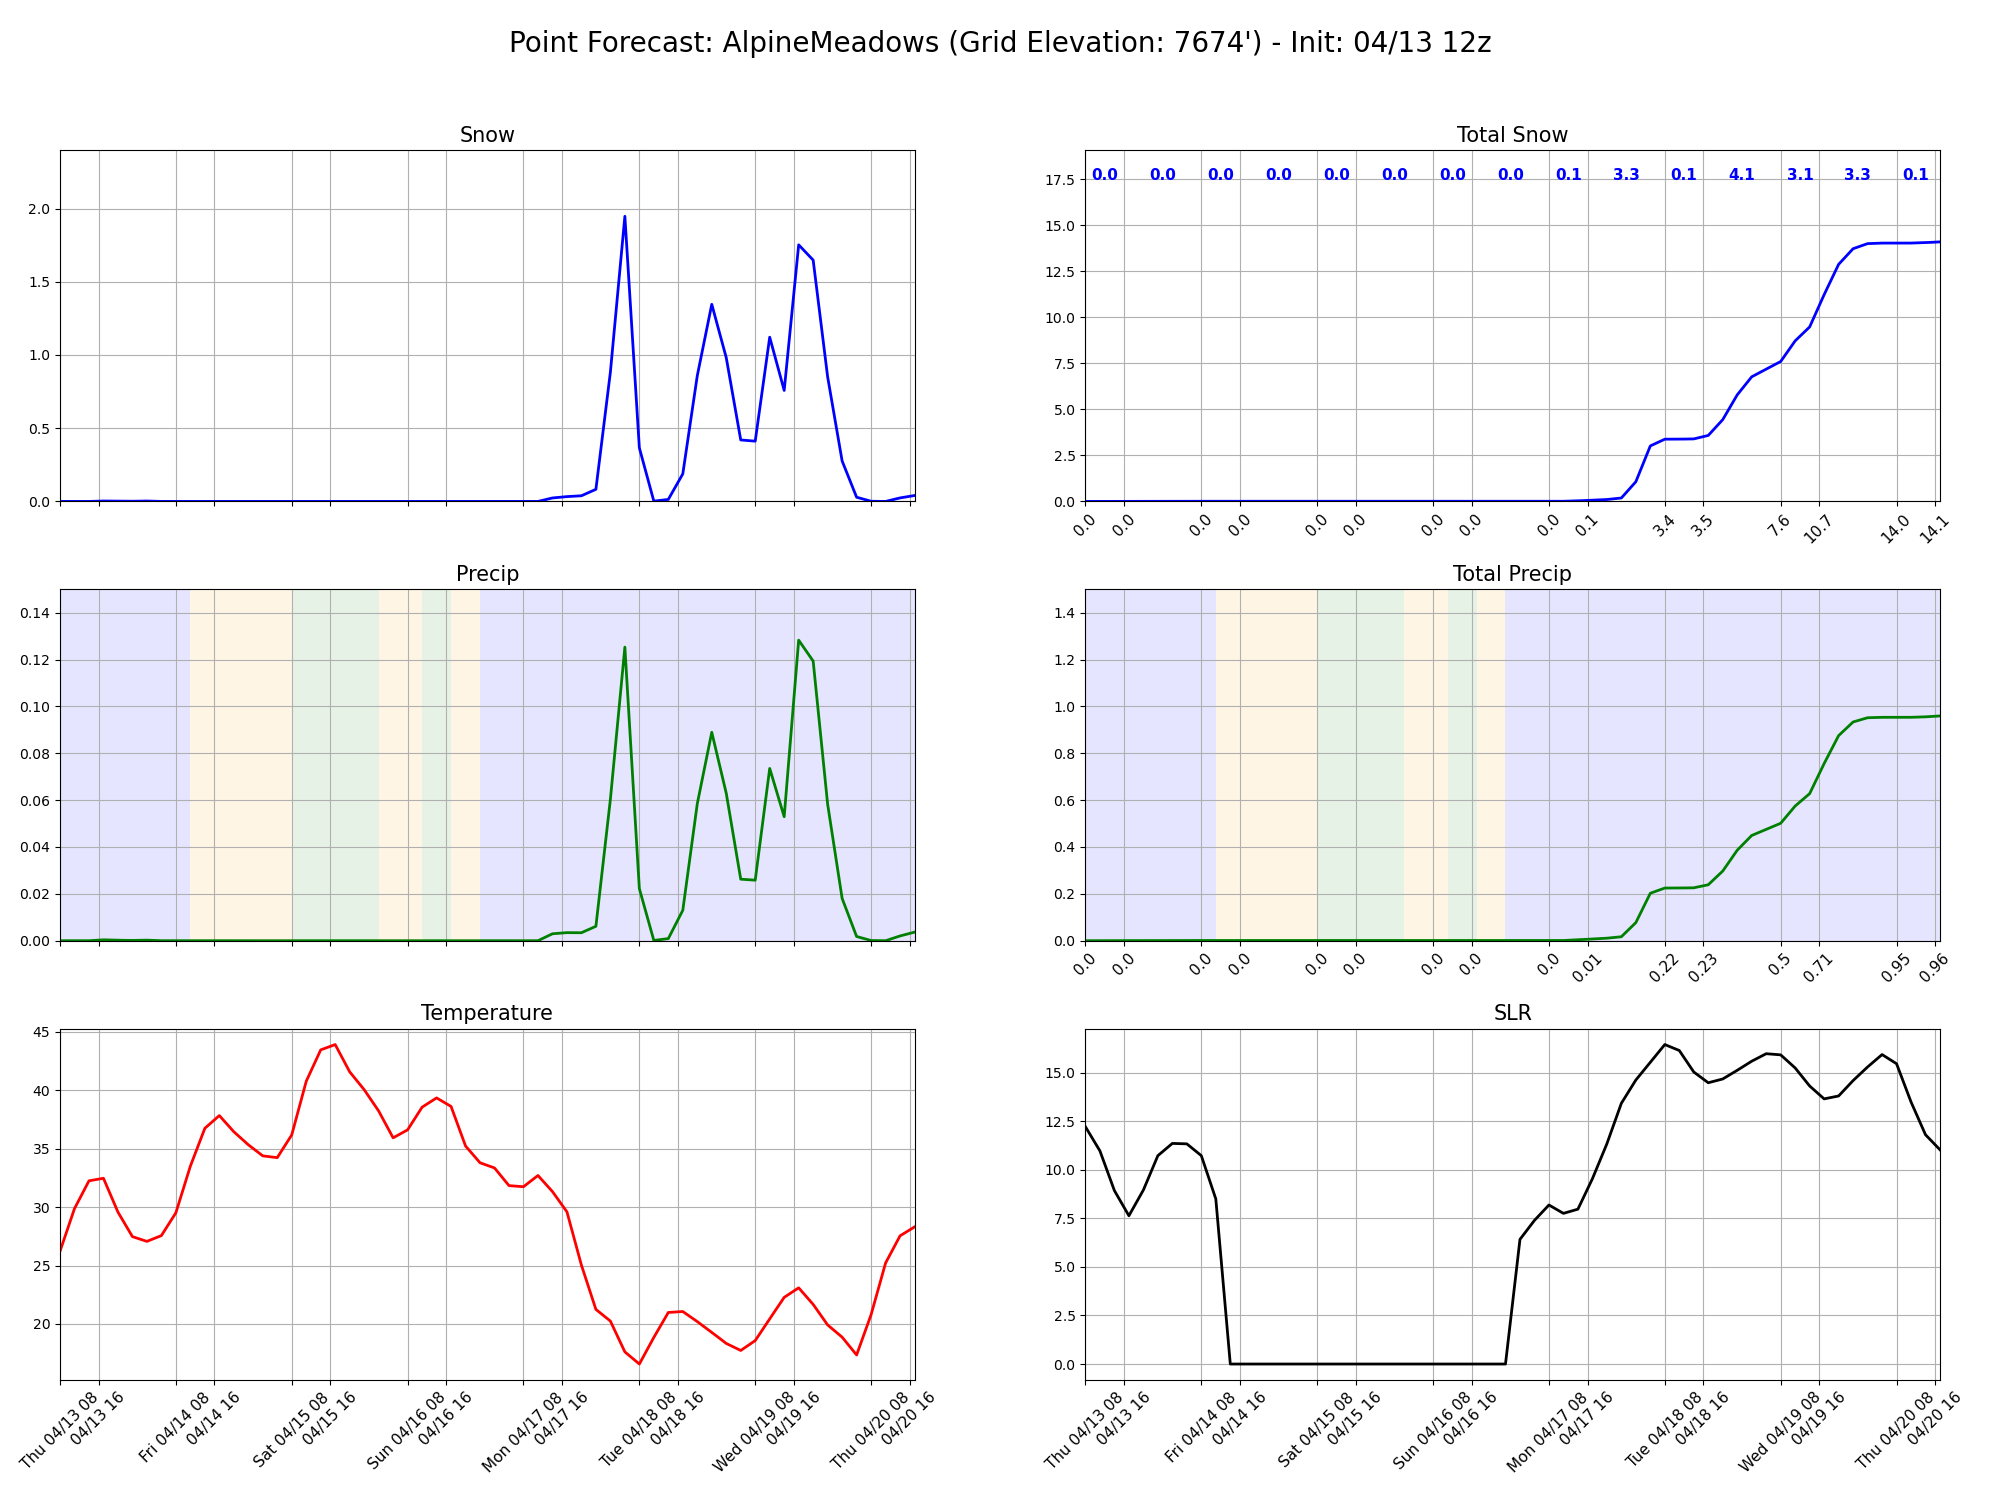 Point Forecast: AlpineMeadows (Grid Elevation: 7674') - Init: 04/13 12z
Snow
2.0
1.5
1.0
0.5
0.0
Total Snow
0.0 0.0 0.0 0.0 0.0 0.0 0.0 0.0 0.1 3.3 0.1 4.1 3.1 3.3 0.1
17.5
15.0
12.5
10.0
7.5
5.0
2.5
0.0
0.0 0.0 0.0 0.0 0.0 0.0 0.0 0.0 0.0 0.1 3.4 3.5 7.6 10.7 14.0 14.1
Precip
0.14
0.12
0.10
0.08
0.06
0.04
0.02
0.00
Total Precip
1.4
1.2
1.0
0.8
0.6
0.4
0.2
0.0
0.0 0.0 0.0 0.0 0.0 0.0 0.0 0.0 0.0 0.01 0.22 0.23 0.5 0.71 0.95 0.96
Temperature
45
40
35
30
25
20
Thu 04/13 08
04/13 16
Fri 04/14 08
04/14 16
Sat 04/15 08
04/15 16
Sun 04/16 08
04/16 16
Mon 04/17 08
04/17 16
Tue 04/18 08
04/18 16
Wed 04/19 08
04/19 16
Thu 04/20 08
04/20 16
SLR
15.0
12.5
10.0
7.5
5.0
2.5
0.0
Thu 04/13 08
04/13 16
Fri 04/14 08
04/14 16
Sat 04/15 08
04/15 16
Sun 04/16 08
04/16 16
Mon 04/17 08
04/17 16
Tue 04/18 08
04/18 16
Wed 04/19 08
04/19 16
Thu 04/20 08
04/20 16